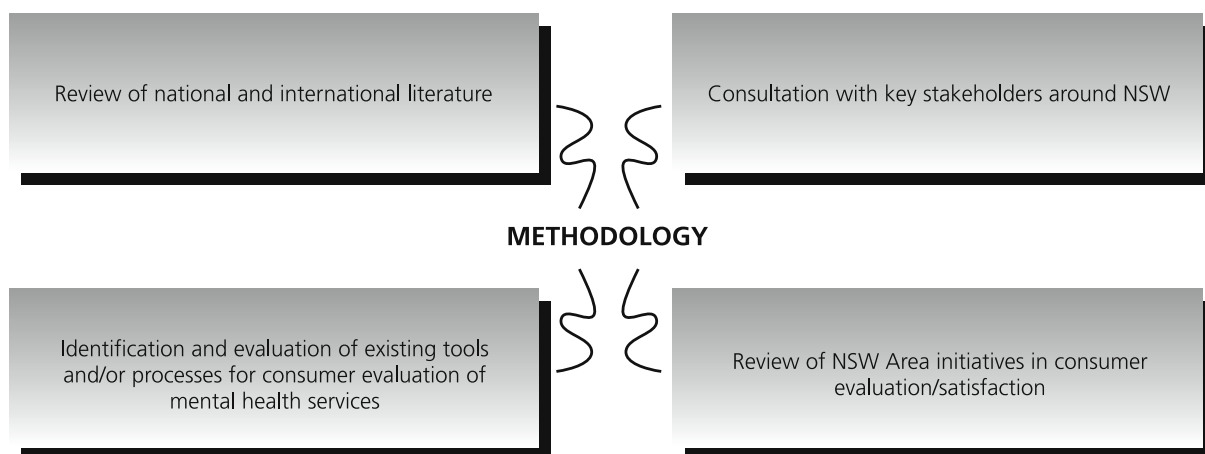 Review of national and international literature
Consultation with key stakeholders around NSW
METHODOLOGY
Identification and evaluation of existing tools
and/or processes for consumer evaluation of
mental health services
Review of NSW Area initiatives in consumer
evaluation/satisfaction